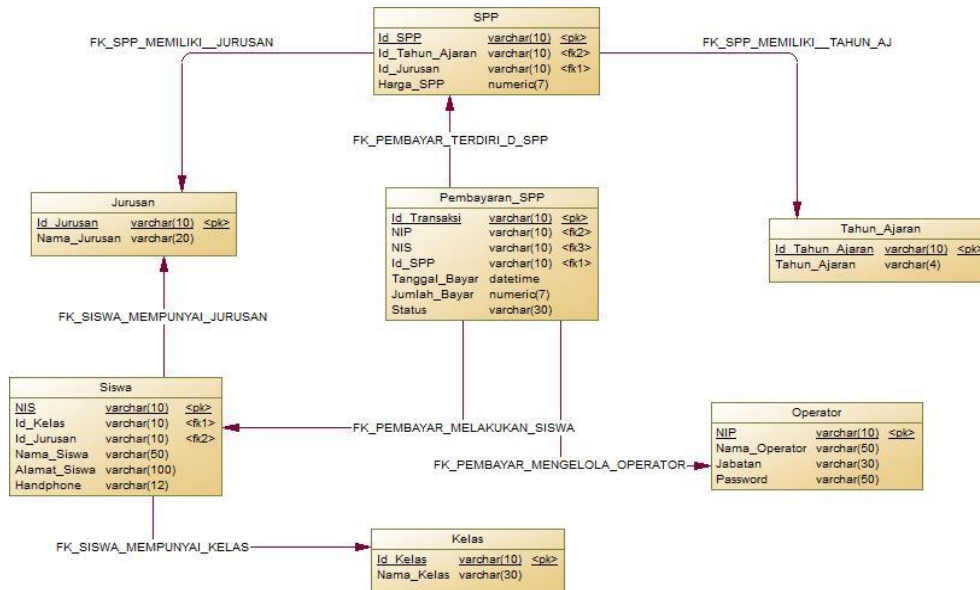 SPP
Id_SPP varchar(10) <pk>
Id_Tahun_Ajaran varchar(10) <fk2>
Id_Jurusan varchar(10) <fk1>
Harga_SPP numeric(7)
FK_SPP_MEMILIKI__JURUSAN
FK_SPP_MEMILIKI__TAHUN_AJ
FK_PEMBAYAR_TERDIRI_D_SPP
Jurusan
Id_Jurusan varchar(10) <pk>
Nama_Jurusan varchar(20)
Pembayaran_SPP
Id_Transaksi varchar(10) <pk>
NIP varchar(10) <fk2>
NIS varchar(10) <fk3>
Id_SPP varchar(10) <fk1>
Tanggal_Bayar datetime
Jumlah_Bayar numeric(7)
Status varchar(30)
Tahun_Ajaran
Id_Tahun_Ajaran varchar(10) <pk>
Tahun_Ajaran varchar(4)
FK_SISWA_MEMPUNYAI_JURUSAN
Siswa
NIS varchar(10) <pk>
Id_Kelas varchar(10) <fk1>
Id_Jurusan varchar(10) <fk2>
Nama_Siswa varchar(50)
Alamat_Siswa varchar(100)
Handphone varchar(12)
FK_PEMBAYAR_MELAKUKAN_SISWA
FK_PEMBAYAR_MENGELOLA_OPERATOR
Operator
NIP varchar(10) <pk>
Nama_Operator varchar(50)
Jabatan varchar(30)
Password varchar(50)
FK_SISWA_MEMPUNYAI_KELAS
Kelas
Id_Kelas varchar(10) <pk>
Nama_Kelas varchar(30)